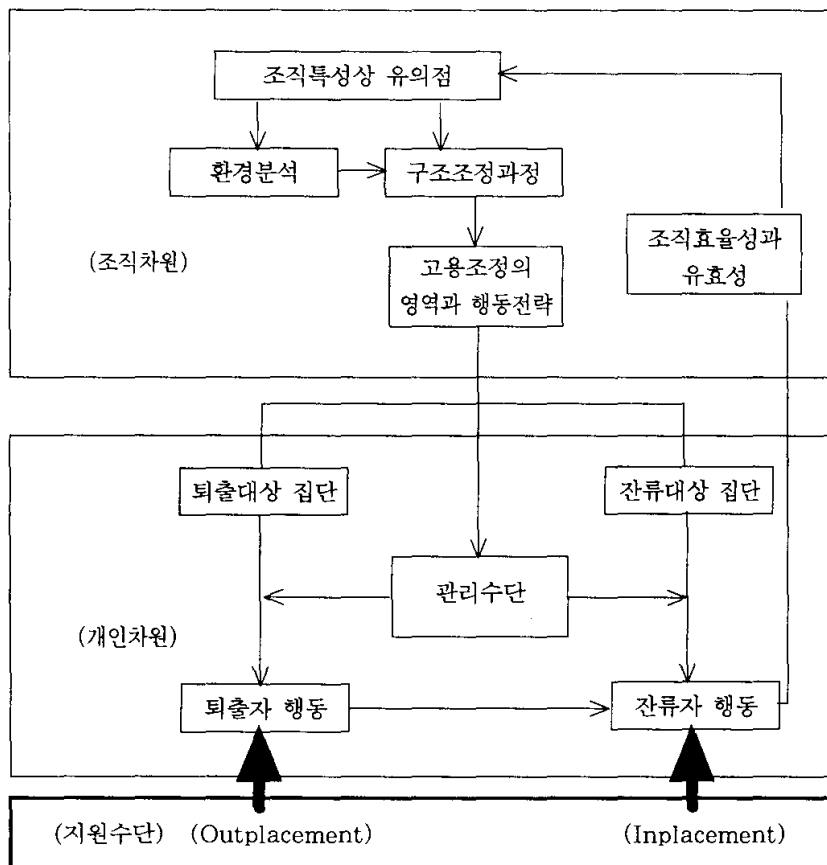 조직특성상 유의점
환경분석
구조조정과정
조직효율성과
유효성
(조직차원)
고용조정의
영역과 행동전략
퇴출대상 집단
잔류대상 집단
관리수단
(개인차원)
퇴출자 행동
잔류자 행동
(지원수단) (Outplacement) (Inplacement)